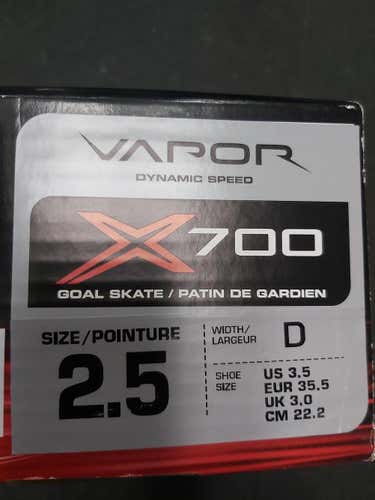 VAPOR
DYNAMIC SPEED
X700
GOAL SKATE / PATIN DE GARDIEN
SIZE/POINTURE
2.5
WIDTH/
LARGEUR
D
SHOE
SIZE
US 3.5
EUR 35.5
UK 3.0
CM 22.2